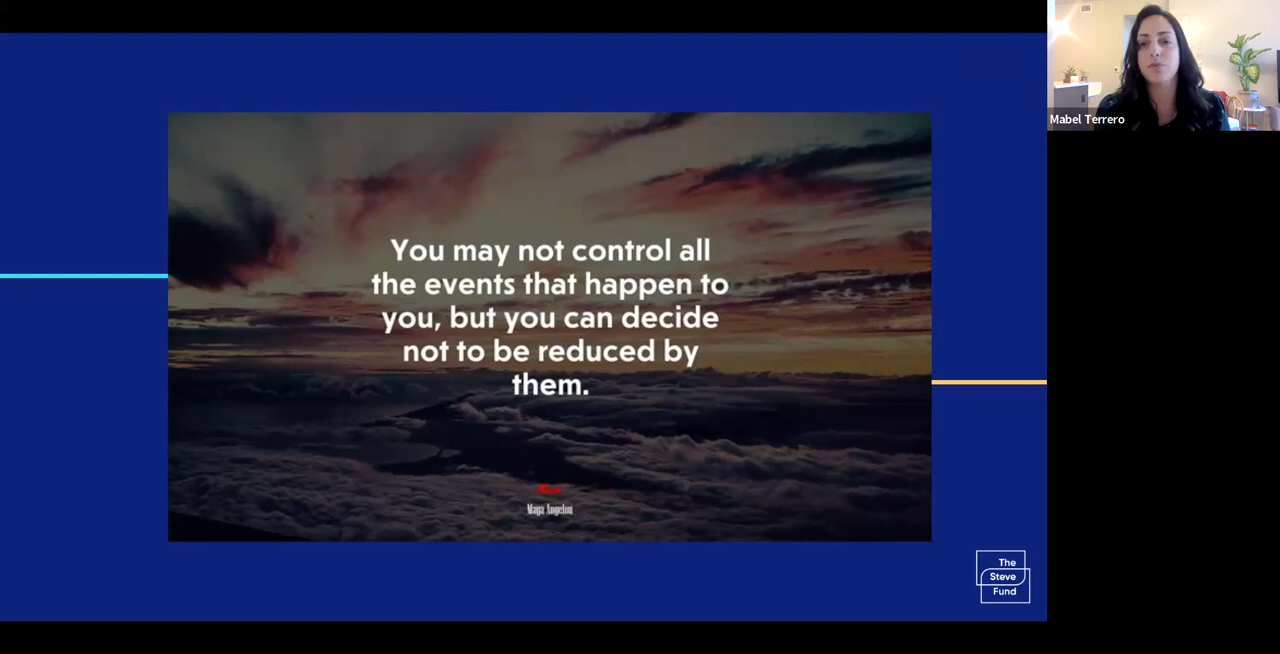 You may not control all
the events that happen to
you, but you can decide
not to be reduced by
them.
Maya Angelou
The
Steve
Fund
Mabel Terrero